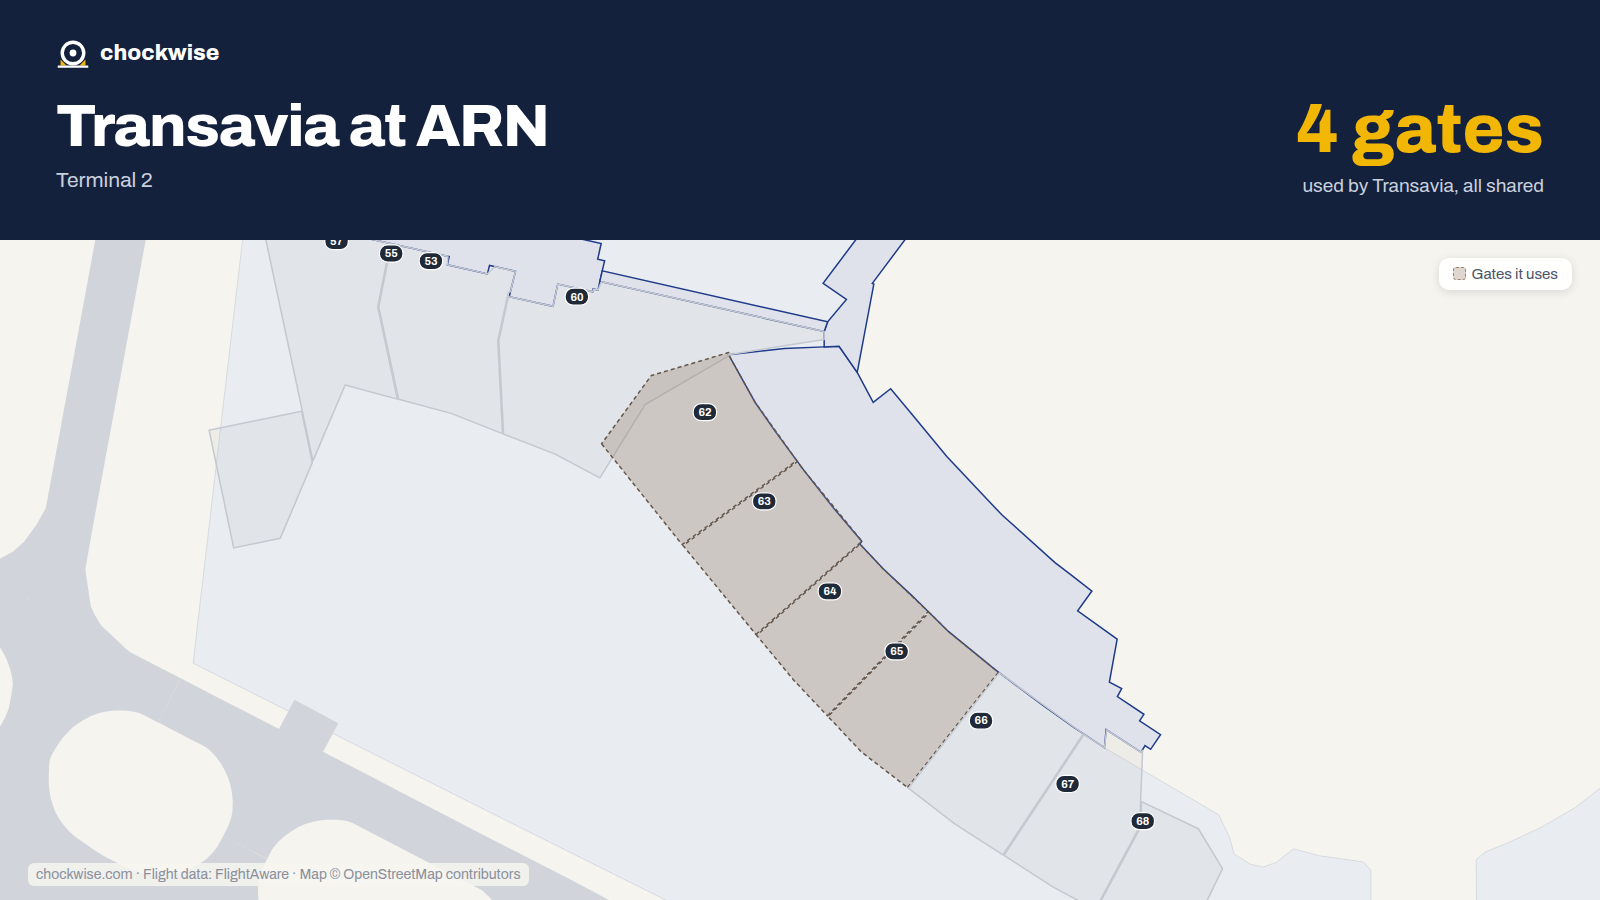 chockwise
Transavia at ARN
Terminal 2
4 gates
used by Transavia, all shared
Gates it uses
57
55
53
60
62
63
64
65
66
67
68
chockwise.com · Flight data: FlightAware · Map © OpenStreetMap contributors